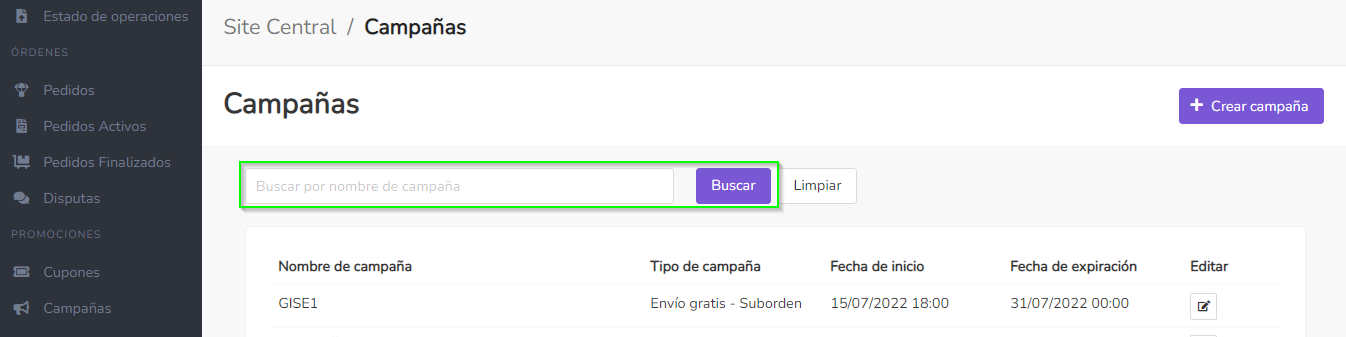 Estado de operaciones
ÓRDENES
Pedidos
Pedidos Activos
Pedidos Finalizados
Disputas
PROMOCIONES
Cupones
Campañas
Site Central / Campañas
Campañas
Crear campaña
Buscar por nombre de campaña Buscar Limpiar
Nombre de campaña Tipo de campaña Fecha de inicio Fecha de expiración Editar
GISE1 Envío gratis - Suborden 15/07/2022 18:00 31/07/2022 00:00